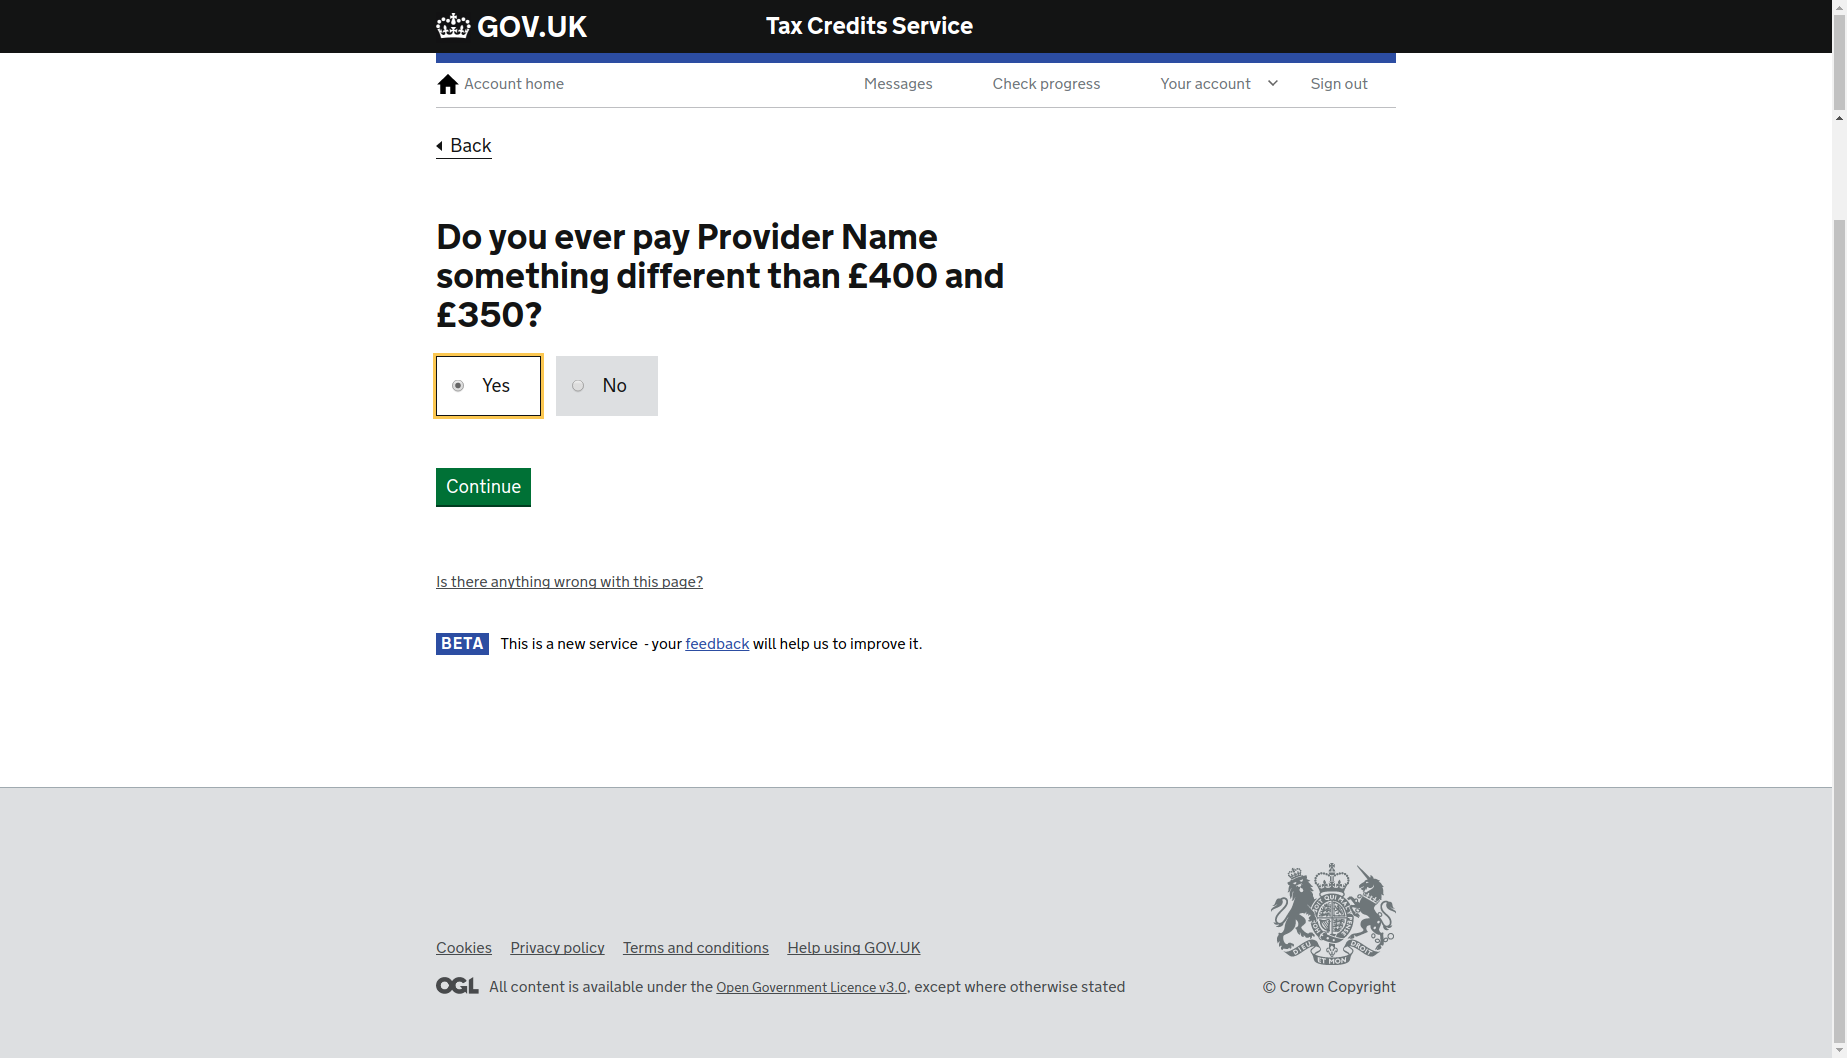 GOV.UK
Tax Credits Service
Account home
Messages
Check progress
Your account
Sign out
Back
Do you ever pay Provider Name
something different than £400 and
£350?
Yes
No
Continue
Is there anything wrong with this page?
BETA
This is a new service - your feedback will help us to improve it.
Cookies
Privacy policy
Terms and conditions
Help using GOV.UK
OGL
All content is available under the Open Government Licence v3.0, except where otherwise stated
DIEU ET MON DROIT
© Crown Copyright